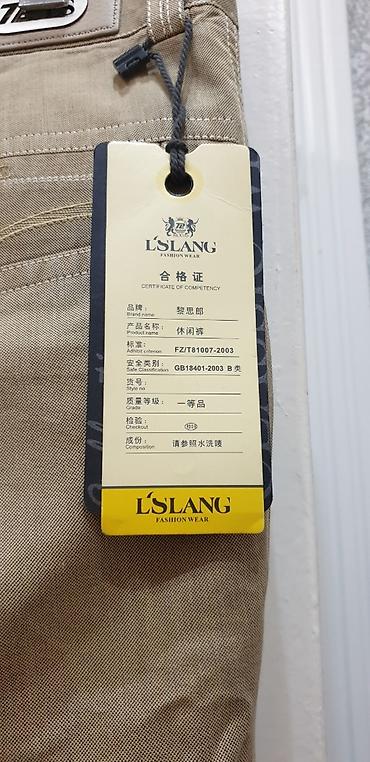 L'SLANG
FASHION WEAR
合格证
CERTIFICATE OF COMPETENCY
品牌： 黎思郎
Brand name
产品名称： 休闲裤
Product name
标准： FZ/T81007-2003
Adhibit criterion
安全类别： GB18401-2003 B类
Safe Classification
货号：
Style no
质量等级： 一等品
Grade
检验：
Checkout
成份： 请参照水洗唛
Composition
L'SLANG
FASHION WEAR